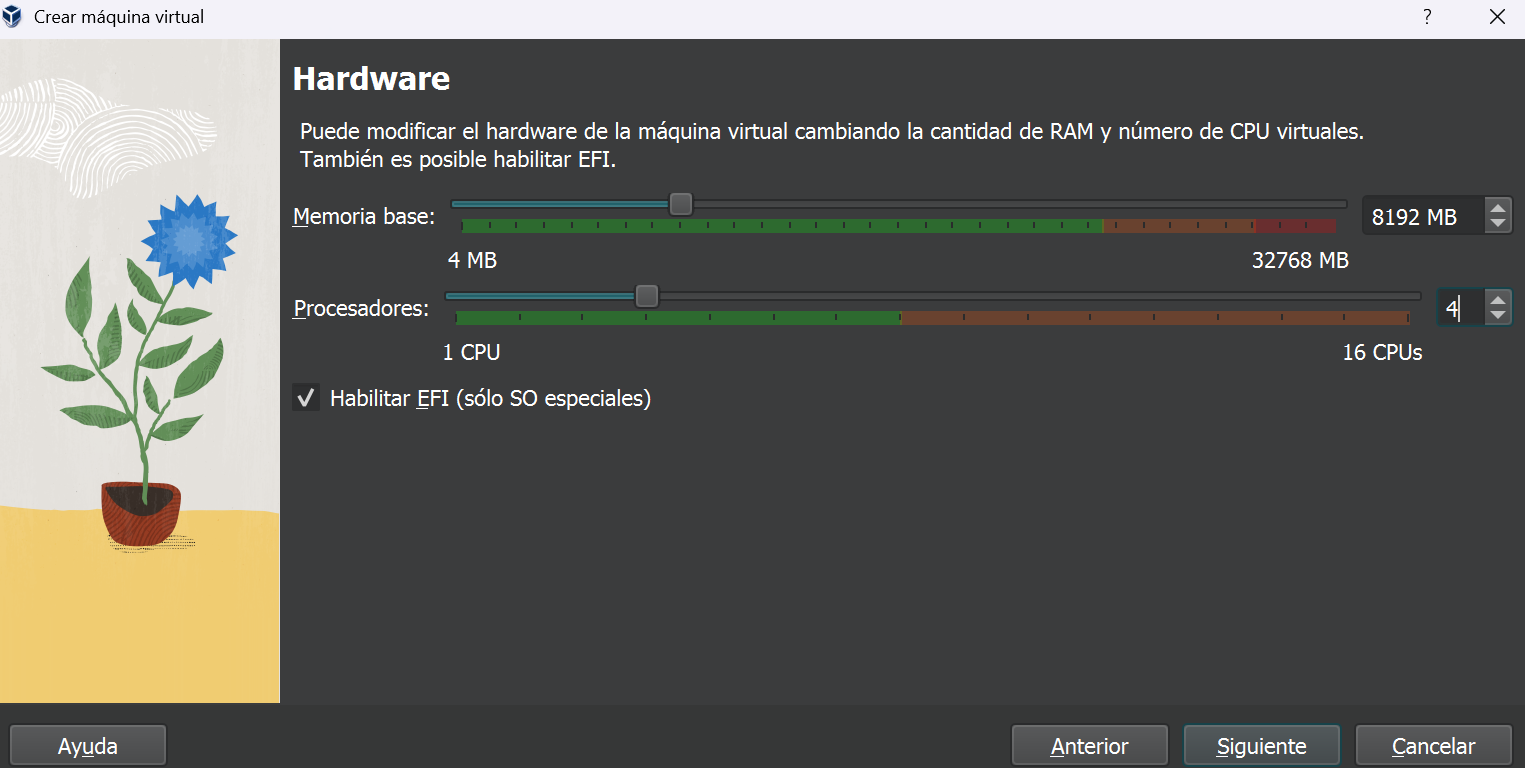 Crear máquina virtual
?
Hardware
Puede modificar el hardware de la máquina virtual cambiando la cantidad de RAM y número de CPU virtuales.
También es posible habilitar EFI.
Memoria base:
8192 MB
4 MB
32768 MB
Procesadores:
4
1 CPU
16 CPUs
Habilitar EFI (sólo SO especiales)
Ayuda
Anterior
Siguiente
Cancelar